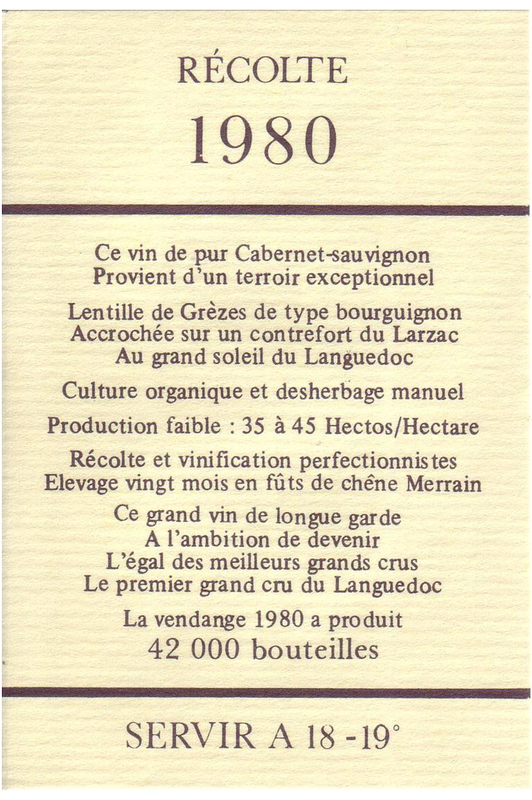 RÉCOLTE
1980
Ce vin de pur Cabernet-sauvignon
Provient d'un terroir exceptionnel
Lentille de Grèzes de type bourguignon
Accrochée sur un contrefort du Larzac
Au grand soleil du Languedoc
Culture organique et desherbage manuel
Production faible : 35 à 45 Hectos/Hectare
Récolte et vinification perfectionnistes
Elevage vingt mois en fûts de chêne Merrain
Ce grand vin de longue garde
A l'ambition de devenir
L'égal des meilleurs grands crus
Le premier grand cru du Languedoc
La vendange 1980 a produit
42 000 bouteilles
SERVIR A 18 -19°